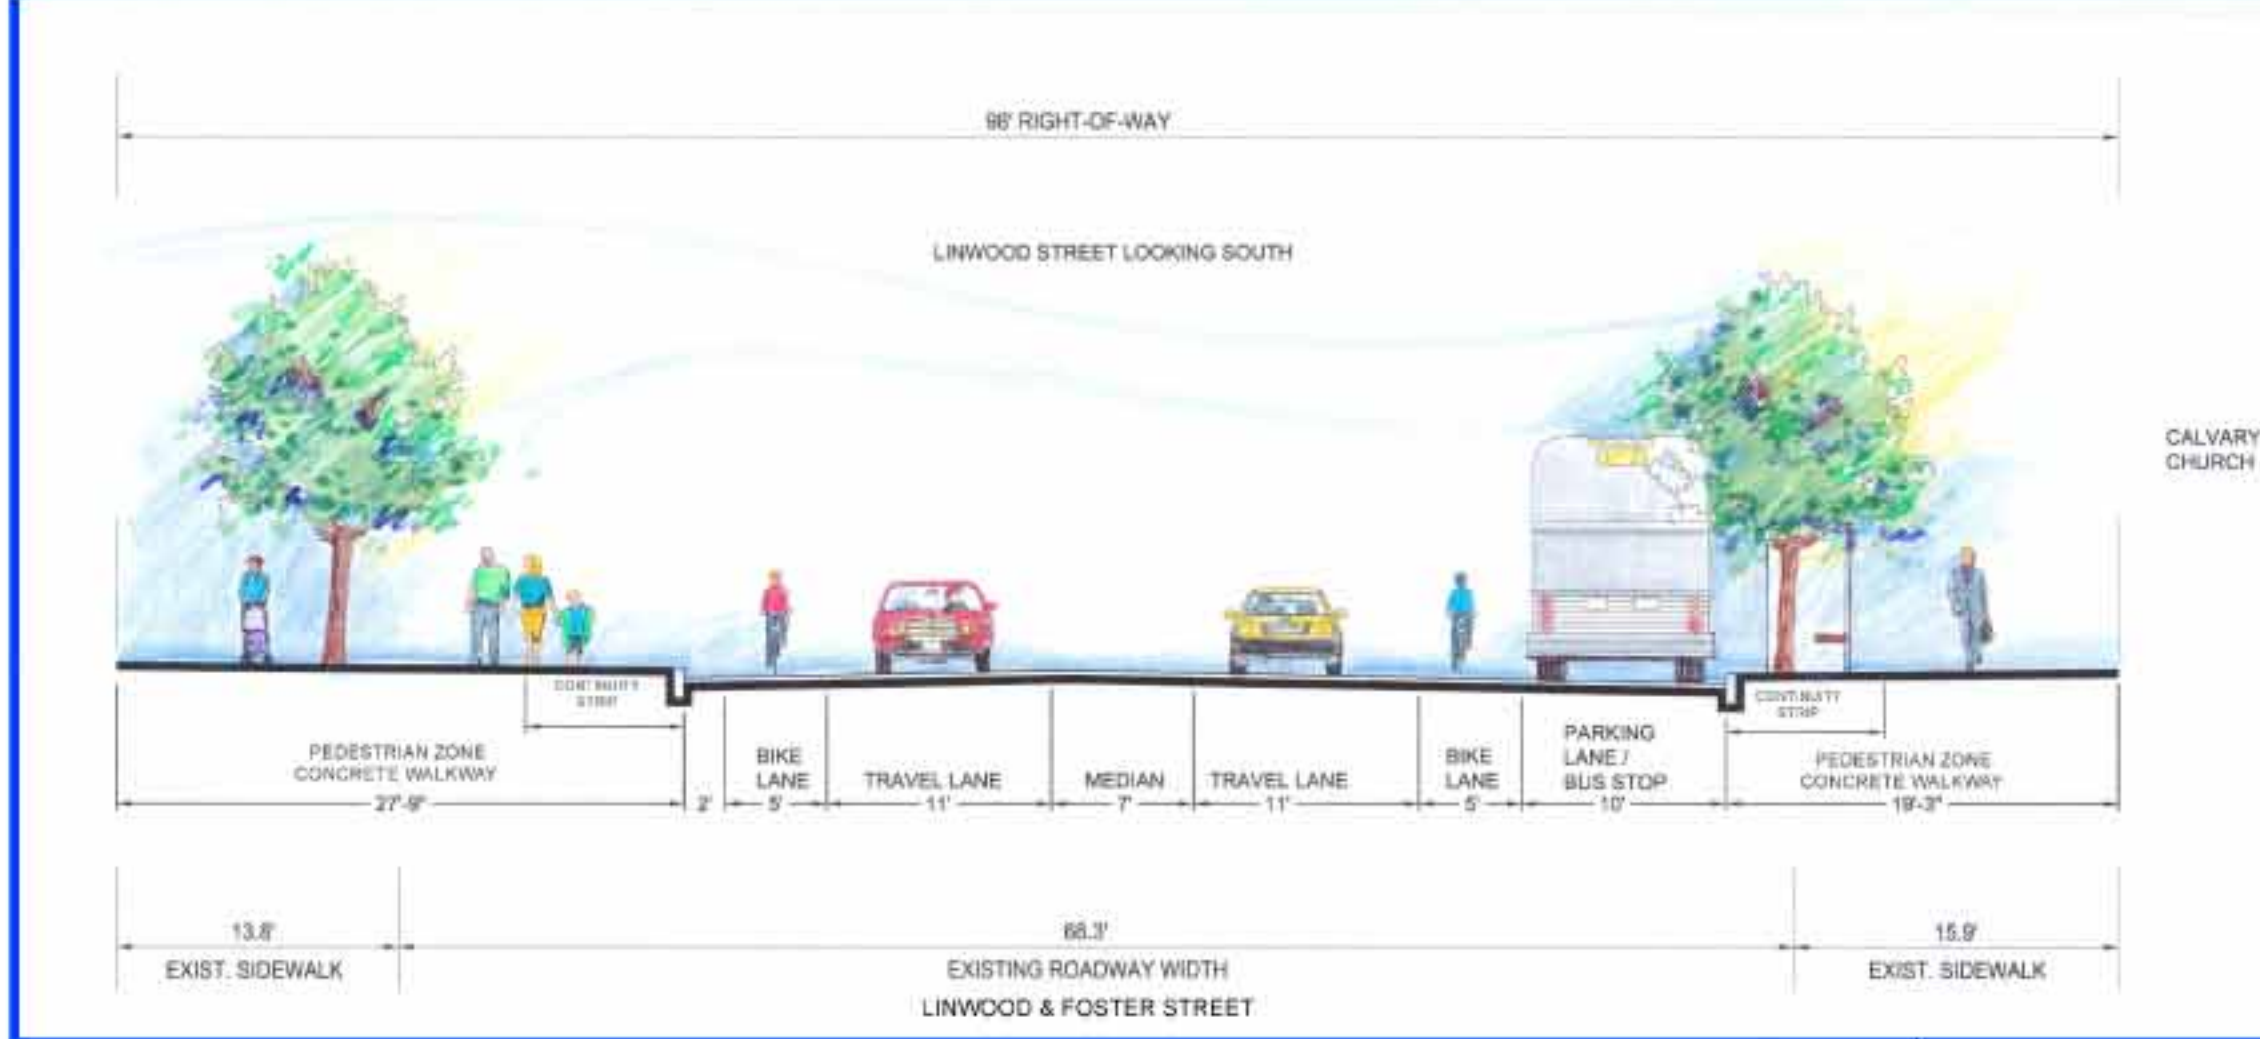 98' RIGHT-OF-WAY
LINWOOD STREET LOOKING SOUTH
CALVARY
CHURCH
CONTINUITY
STRIP
CONTINUITY
STRIP
PEDESTRIAN ZONE
CONCRETE WALKWAY
27'-9"
2'
BIKE
LANE
5'
TRAVEL LANE
11'
MEDIAN
7'
TRAVEL LANE
11'
BIKE
LANE
5'
PARKING
LANE /
BUS STOP
10'
PEDESTRIAN ZONE
CONCRETE WALKWAY
19'-3"
13.8'
EXIST. SIDEWALK
68.3'
EXISTING ROADWAY WIDTH
15.9'
EXIST. SIDEWALK
LINWOOD & FOSTER STREET